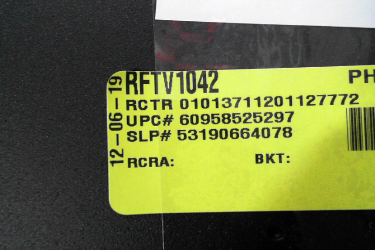 12-06-19
RFTV1042 PH
RCTR 01013711201127772
UPC# 60958525297
SLP# 53190664078
RCRA: BKT: